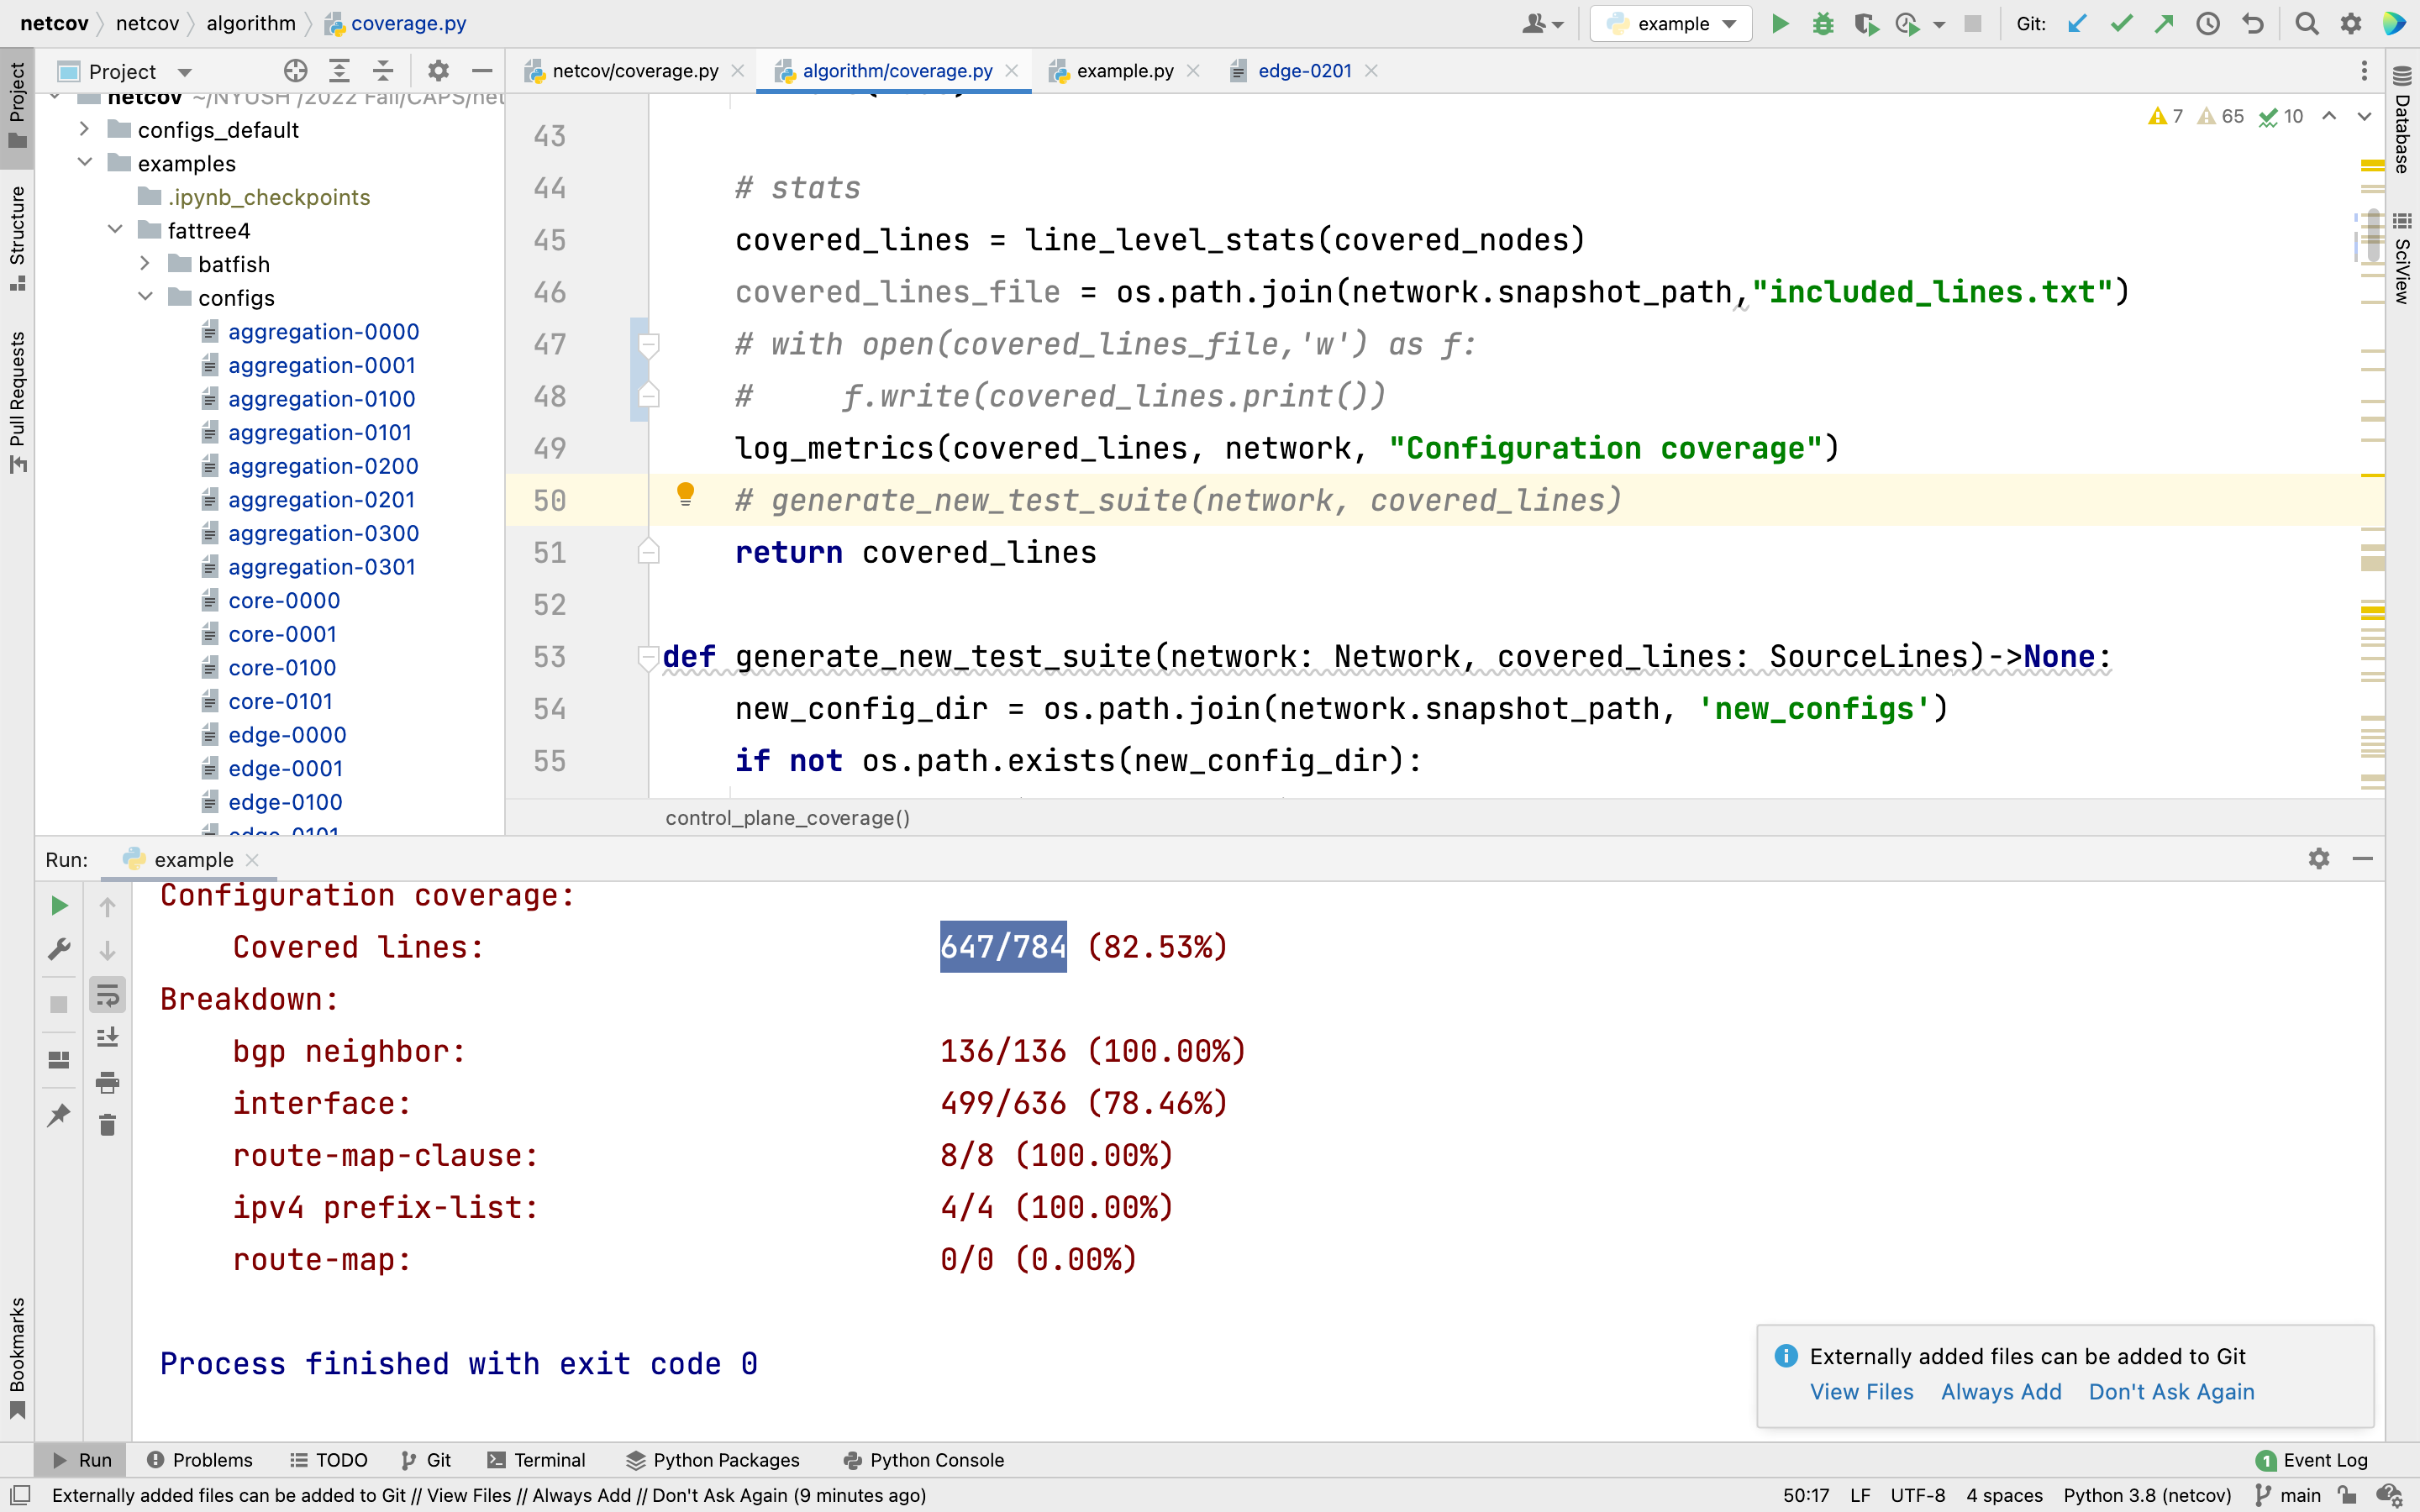 netcov netcov algorithm coverage.py
example
Git:
Project
netcov/coverage.py
algorithm/coverage.py
example.py
edge-0201
Project
Structure
Pull Requests
Bookmarks
Database
SciView
netcov ~/NYUSH /2022 Fall/CAPS/net
configs_default
examples
.ipynb_checkpoints
fattree4
batfish
configs
aggregation-0000
aggregation-0001
aggregation-0100
aggregation-0101
aggregation-0200
aggregation-0201
aggregation-0300
aggregation-0301
core-0000
core-0001
core-0100
core-0101
edge-0000
edge-0001
edge-0100
edge-0101
7 65 10
43
44 # stats
45 covered_lines = line_level_stats(covered_nodes)
46 covered_lines_file = os.path.join(network.snapshot_path,"included_lines.txt")
47 # with open(covered_lines_file,'w') as f:
48 #     f.write(covered_lines.print())
49 log_metrics(covered_lines, network, "Configuration coverage")
50 # generate_new_test_suite(network, covered_lines)
51 return covered_lines
52
53 def generate_new_test_suite(network: Network, covered_lines: SourceLines)->None:
54 new_config_dir = os.path.join(network.snapshot_path, 'new_configs')
55 if not os.path.exists(new_config_dir):
control_plane_coverage()
Run: example
Configuration coverage:
Covered lines: 647/784 (82.53%)
Breakdown:
bgp neighbor: 136/136 (100.00%)
interface: 499/636 (78.46%)
route-map-clause: 8/8 (100.00%)
ipv4 prefix-list: 4/4 (100.00%)
route-map: 0/0 (0.00%)
Process finished with exit code 0
Externally added files can be added to Git
View Files Always Add Don't Ask Again
Run Problems TODO Git Terminal Python Packages Python Console
1 Event Log
Externally added files can be added to Git // View Files // Always Add // Don't Ask Again (9 minutes ago)
50:17 LF UTF-8 4 spaces Python 3.8 (netcov) main